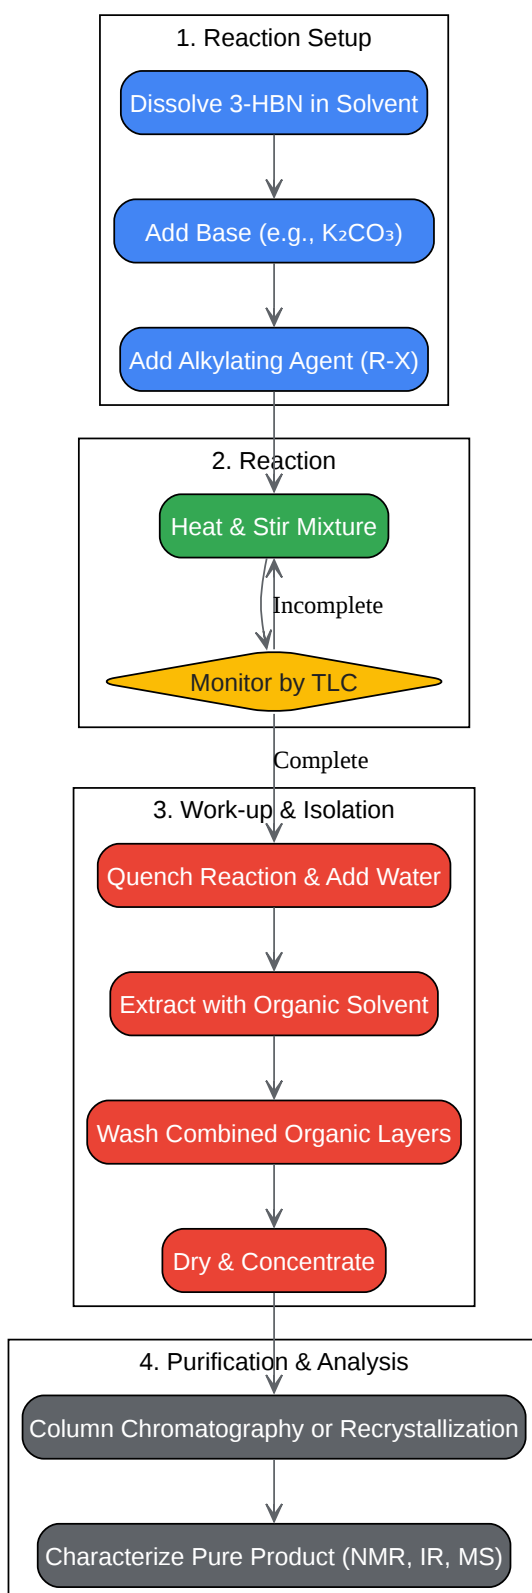 1. Reaction Setup
Dissolve 3-HBN in Solvent
Add Base (e.g., K₂CO₃)
Add Alkylating Agent (R-X)
2. Reaction
Heat & Stir Mixture
Incomplete
Monitor by TLC
Complete
3. Work-up & Isolation
Quench Reaction & Add Water
Extract with Organic Solvent
Wash Combined Organic Layers
Dry & Concentrate
4. Purification & Analysis
Column Chromatography or Recrystallization
Characterize Pure Product (NMR, IR, MS)